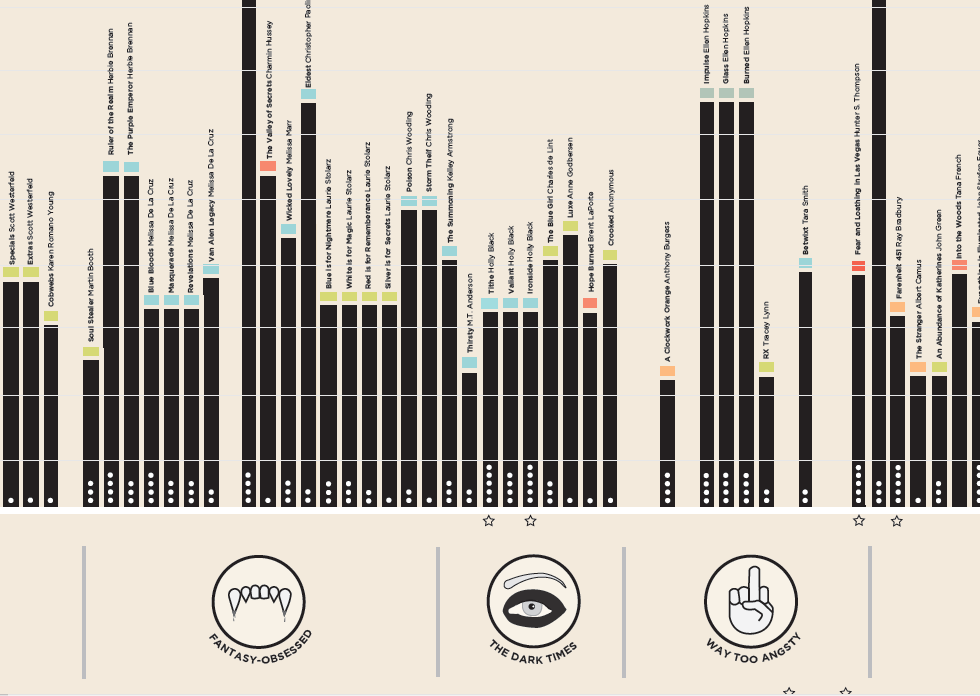 Specials Scott Westerfeld
Extras Scott Westerfeld
Cobwebs Karen Romano Young
Soul Stealer Martin Booth
Ruler of the Realm Herbie Brennan
The Purple Emperor Herbie Brennan
Blue Bloods Melissa De La Cruz
Masquerade Melissa De La Cruz
Revelations Melissa De La Cruz
Van Alen Legacy Melissa De La Cruz
The Valley of Secrets Charmin Hussey
Wicked Lovely Melissa Marr
Eldest Christopher Paoli
Blue is for Nightmare Laurie Stolarz
White is for Magic Laurie Stolarz
Red is for Rememberance Laurie Stolarz
Silver is for Secrets Laurie Stolarz
Poison Chris Wooding
Storm Theif Chris Wooding
The Summoning Kelley Armstrong
Thirsty M.T. Anderson
Tithe Holly Black
Valiant Holly Black
Ironside Holly Black
The Blue Girl Charles de Lint
Luxe Anne Godbersen
Hope Burned Brent LaPorte
Crooked Anonymous
A Clockwork Orange Anthony Burgess
Impulse Ellen Hopkins
Glass Ellen Hopkins
Burned Ellen Hopkins
RX Tracey Lynn
Betwixt Tara Smith
Fear and Loathing in Las Vegas Hunter S. Thompson
Farenheit 451 Ray Bradbury
The Stranger Albert Camus
An Abundance of Katherines John Green
Into the Woods Tana French
FANTASY-OBSESSED
THE DARK TIMES
WAY TOO ANGSTY